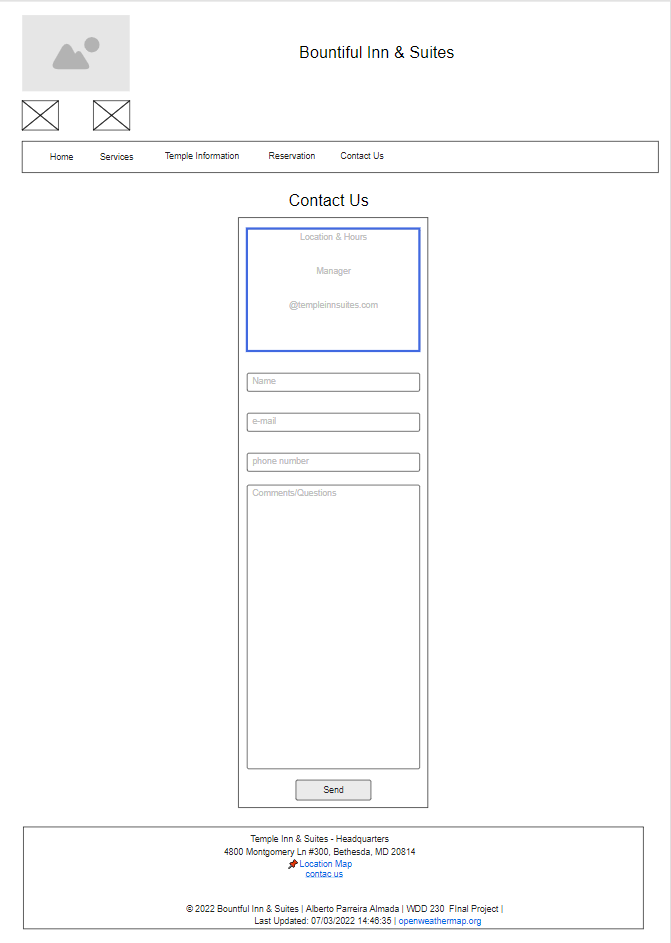 Bountiful Inn & Suites
Home Services Temple Information Reservation Contact Us
Contact Us
Location & Hours
Manager
@templeinnsuites.com
Name
e-mail
phone number
Comments/Questions
Send
Temple Inn & Suites - Headquarters
4800 Montgomery Ln #300, Bethesda, MD 20814
📌Location Map
contac us
© 2022 Bountful Inn & Suites | Alberto Parreira Almada | WDD 230 FInal Project |
Last Updated: 07/03/2022 14:46:35 | openweathermap.org